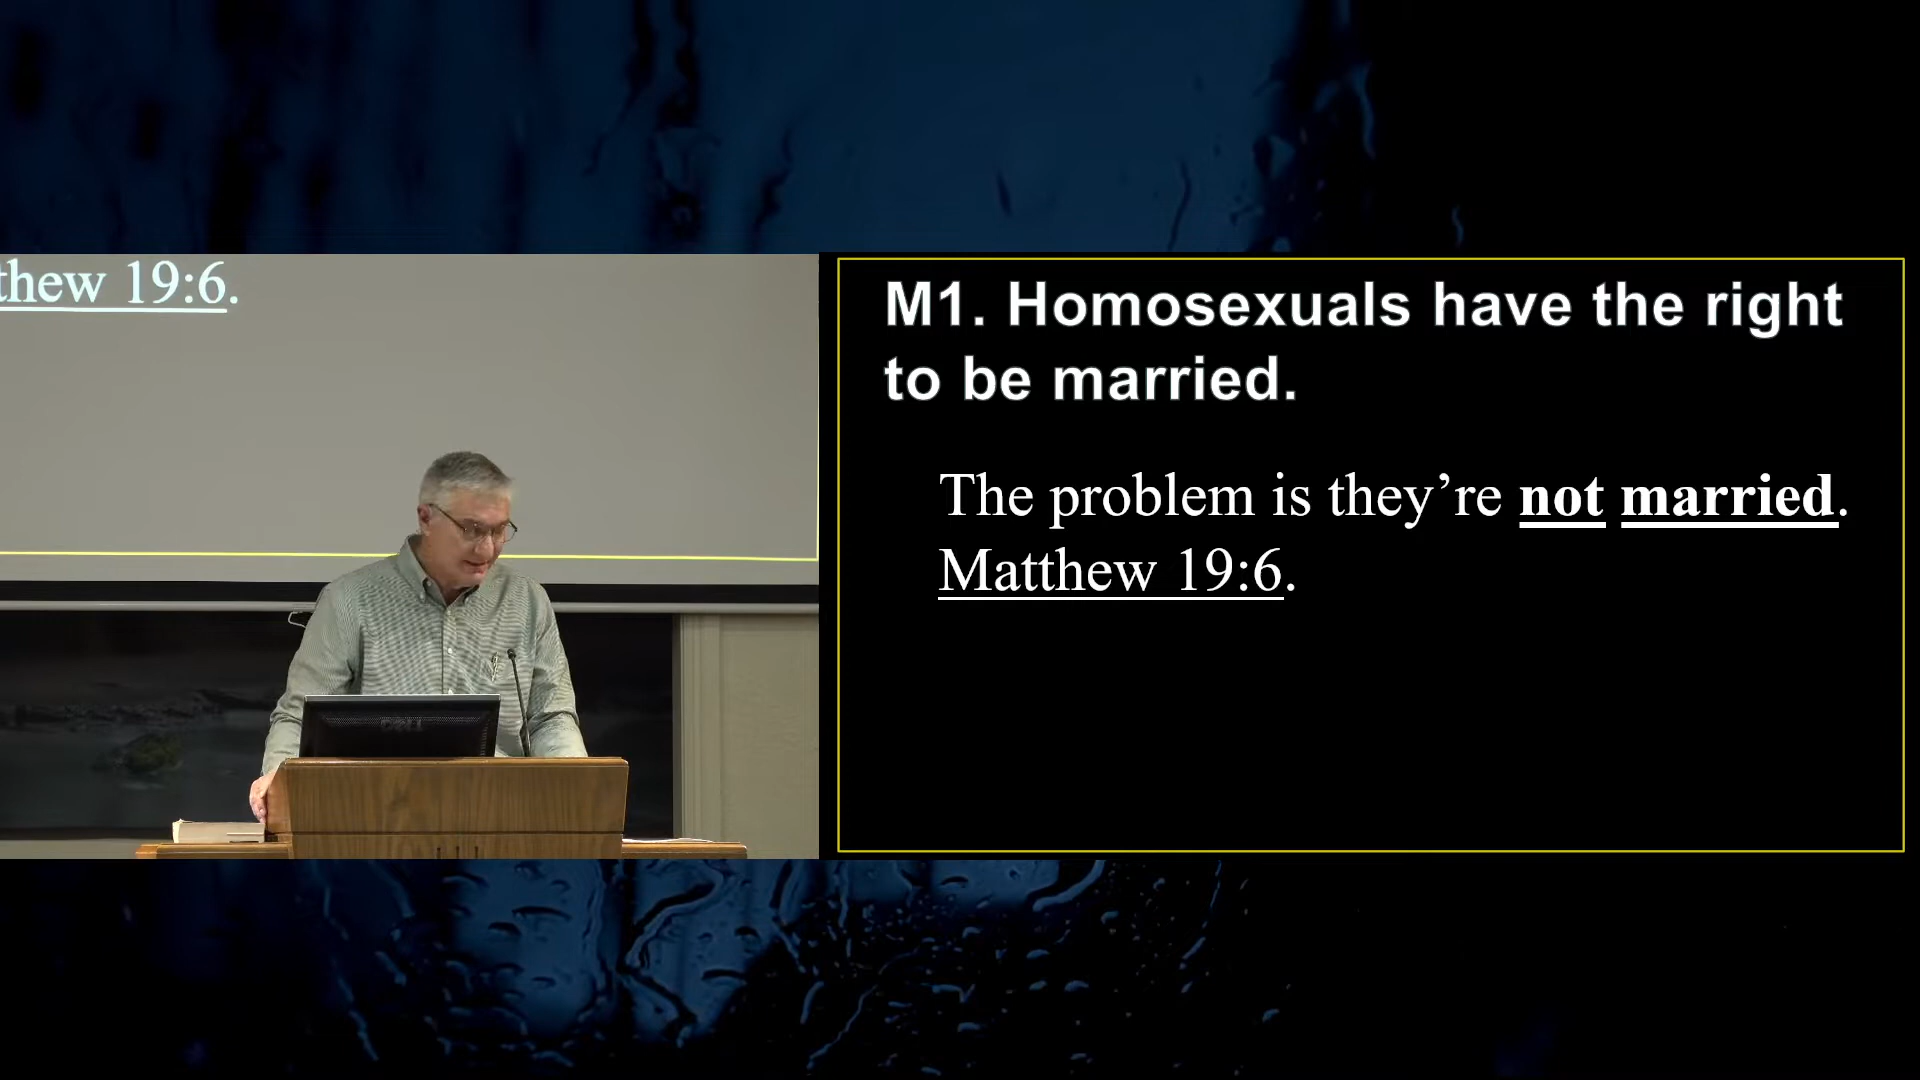 thew 19:6.
M1. Homosexuals have the right
to be married.
The problem is they’re not married.
Matthew 19:6.